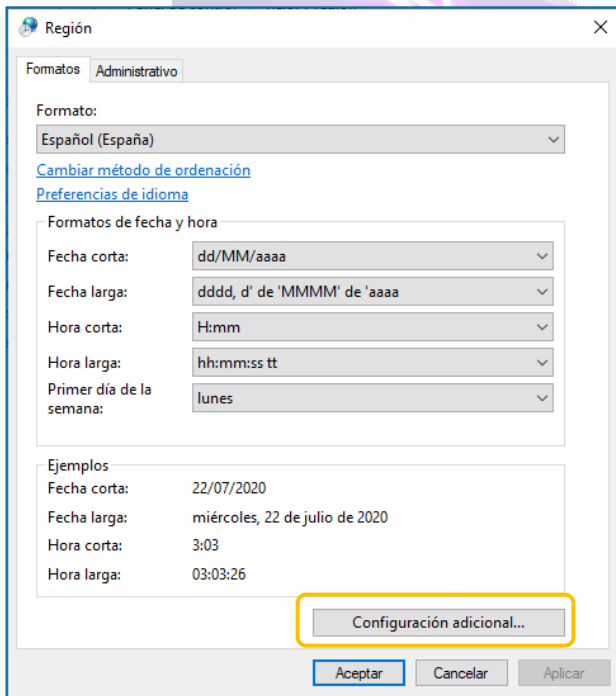 Región
Formatos Administrativo
Formato:
Español (España)
Cambiar método de ordenación
Preferencias de idioma
Formatos de fecha y hora
Fecha corta: dd/MM/aaaa
Fecha larga: dddd, d' de 'MMMM' de 'aaaa
Hora corta: H:mm
Hora larga: hh:mm:ss tt
Primer día de la
semana: lunes
Ejemplos
Fecha corta: 22/07/2020
Fecha larga: miércoles, 22 de julio de 2020
Hora corta: 3:03
Hora larga: 03:03:26
Configuración adicional...
Aceptar Cancelar Aplicar